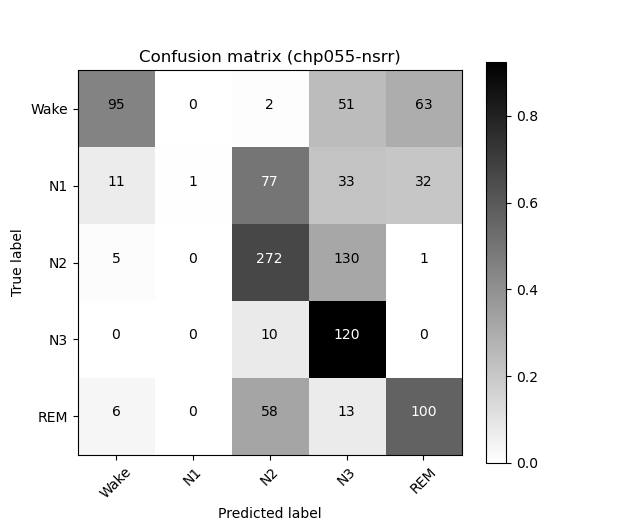 Confusion matrix (chp055-nsrr)
Wake 95 0 2 51 63
N1 11 1 77 33 32
N2 5 0 272 130 1
N3 0 0 10 120 0
REM 6 0 58 13 100
Wake N1 N2 N3 REM
Predicted label
True label
0.8
0.6
0.4
0.2
0.0